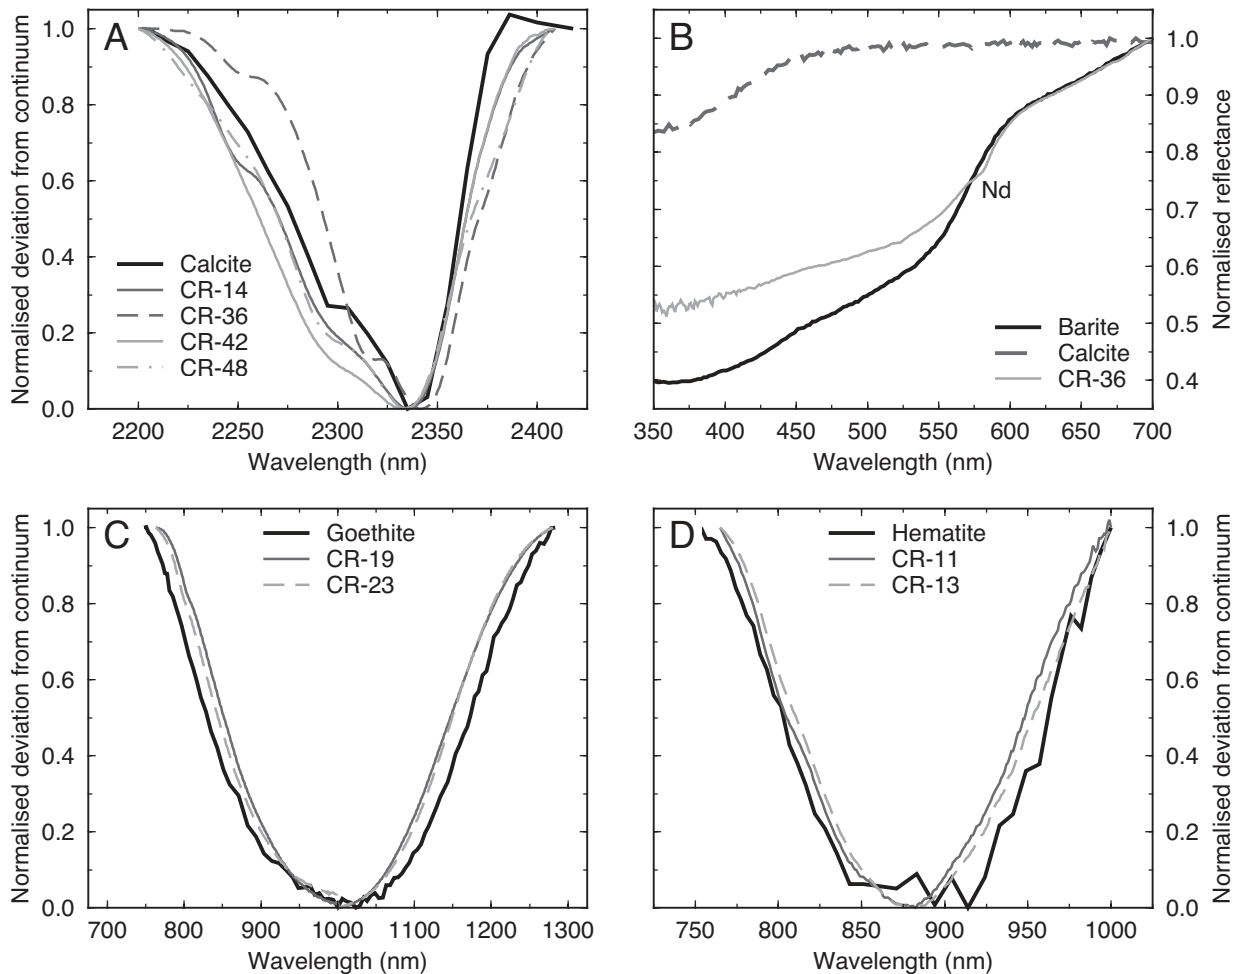 A
Normalised deviation from continuum
1.0
0.8
0.6
0.4
0.2
0.0
Calcite
CR-14
CR-36
CR-42
CR-48
2200 2250 2300 2350 2400
Wavelength (nm)
B
Normalised reflectance
1.0
0.9
0.8
0.7
0.6
0.5
0.4
Nd
Barite
Calcite
CR-36
350 400 450 500 550 600 650 700
Wavelength (nm)
C
Normalised deviation from continuum
1.0
0.8
0.6
0.4
0.2
0.0
Goethite
CR-19
CR-23
700 800 900 1000 1100 1200 1300
Wavelength (nm)
D
Normalised deviation from continuum
1.0
0.8
0.6
0.4
0.2
0.0
Hematite
CR-11
CR-13
750 800 850 900 950 1000
Wavelength (nm)